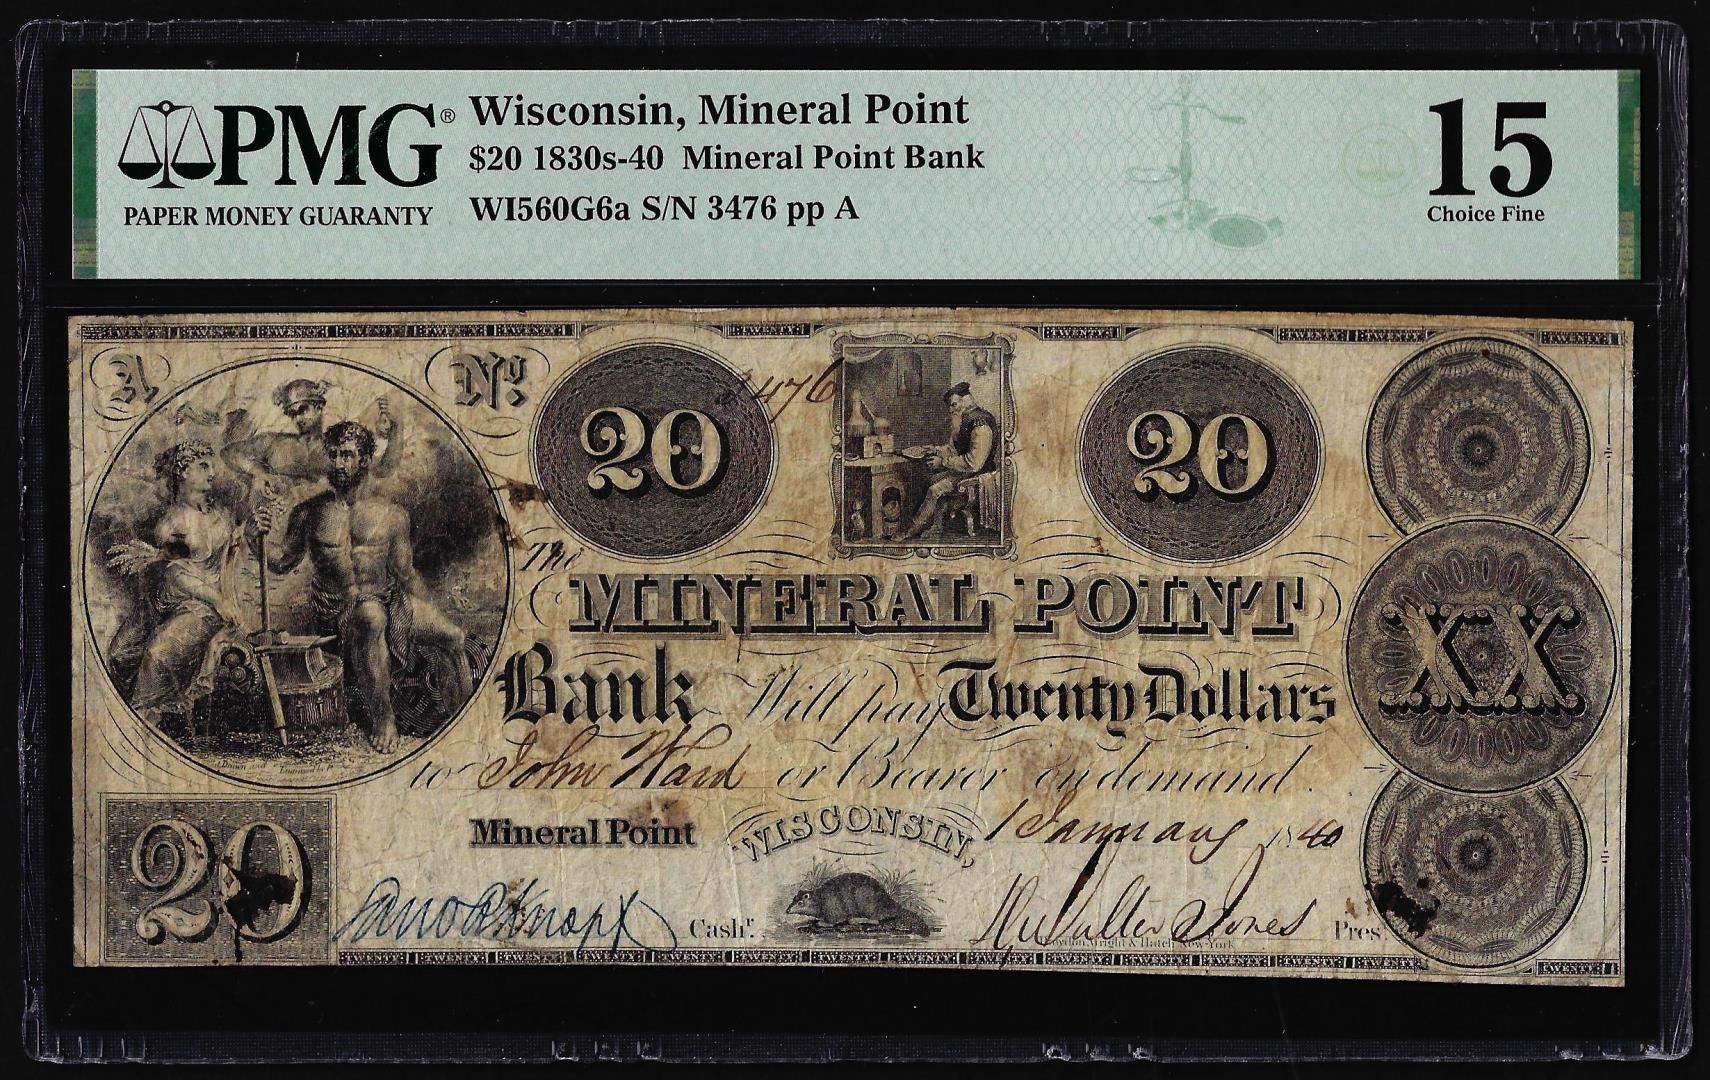 PMG®
PAPER MONEY GUARANTY
Wisconsin, Mineral Point
$20 1830s-40 Mineral Point Bank
WI560G6a S/N 3476 pp A
15
Choice Fine
A
No.
476
20
20
The
MINERAL POINT
Bank Will pay Twenty Dollars
XX
to John Ward or Bearer on demand.
Mineral Point WISCONSIN, 1 January 1840
20
Cash.r
Pres.t